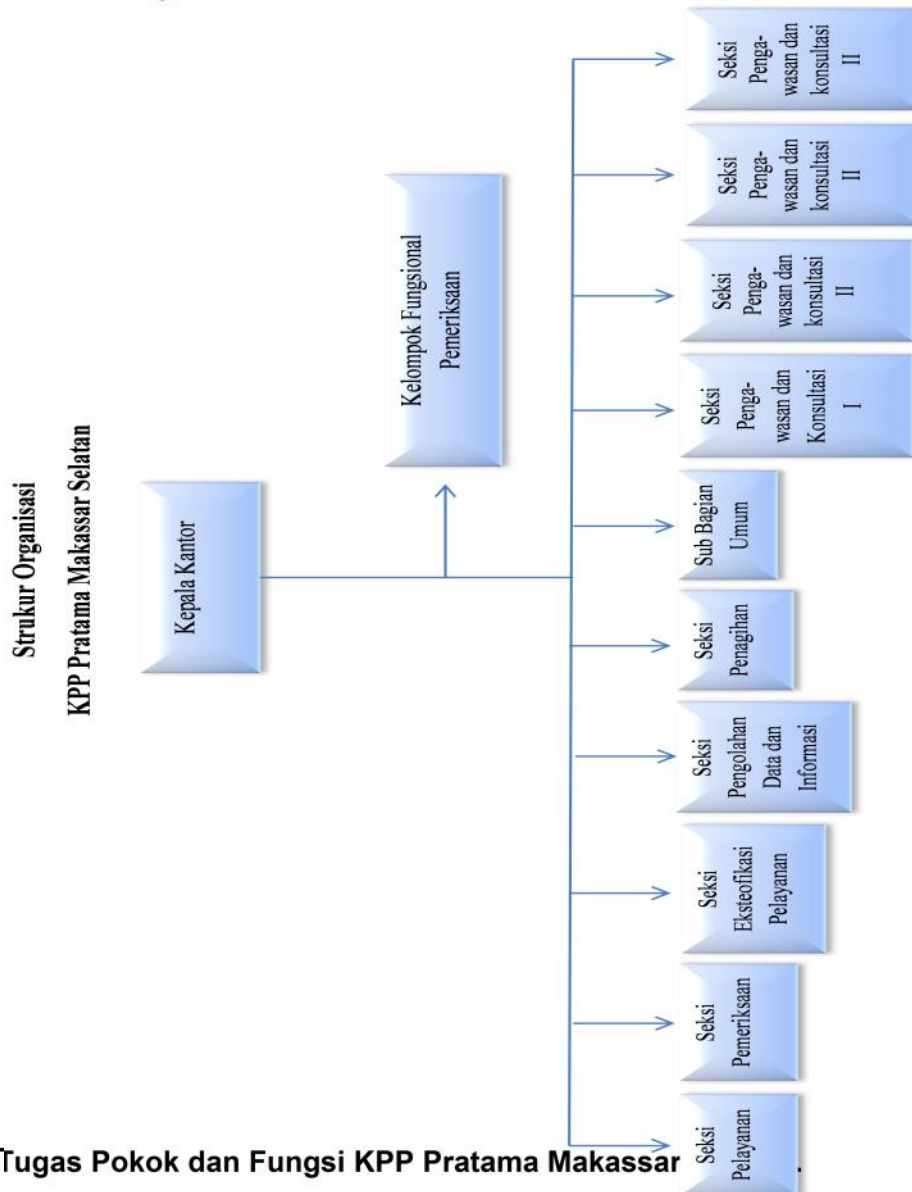 Strukur Organisasi
KPP Pratama Makassar Selatan
Kepala Kantor
Kelompok Fungsional
Pemeriksaan
Seksi
Pelayanan
Seksi
Pemeriksaan
Seksi
Eksteofikasi
Pelayanan
Seksi
Pengolahan
Data dan
Informasi
Seksi
Penagihan
Sub Bagian
Umum
Seksi
Penga-
wasan dan
Konsultasi
I
Seksi
Penga-
wasan dan
konsultasi
II
Seksi
Penga-
wasan dan
konsultasi
II
Seksi
Penga-
wasan dan
konsultasi
II
Tugas Pokok dan Fungsi KPP Pratama Makassar